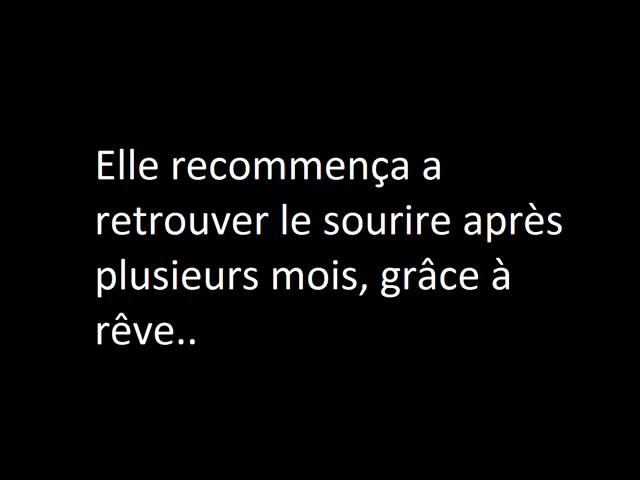 Elle recommença a
retrouver le sourire après
plusieurs mois, grâce à
rêve..